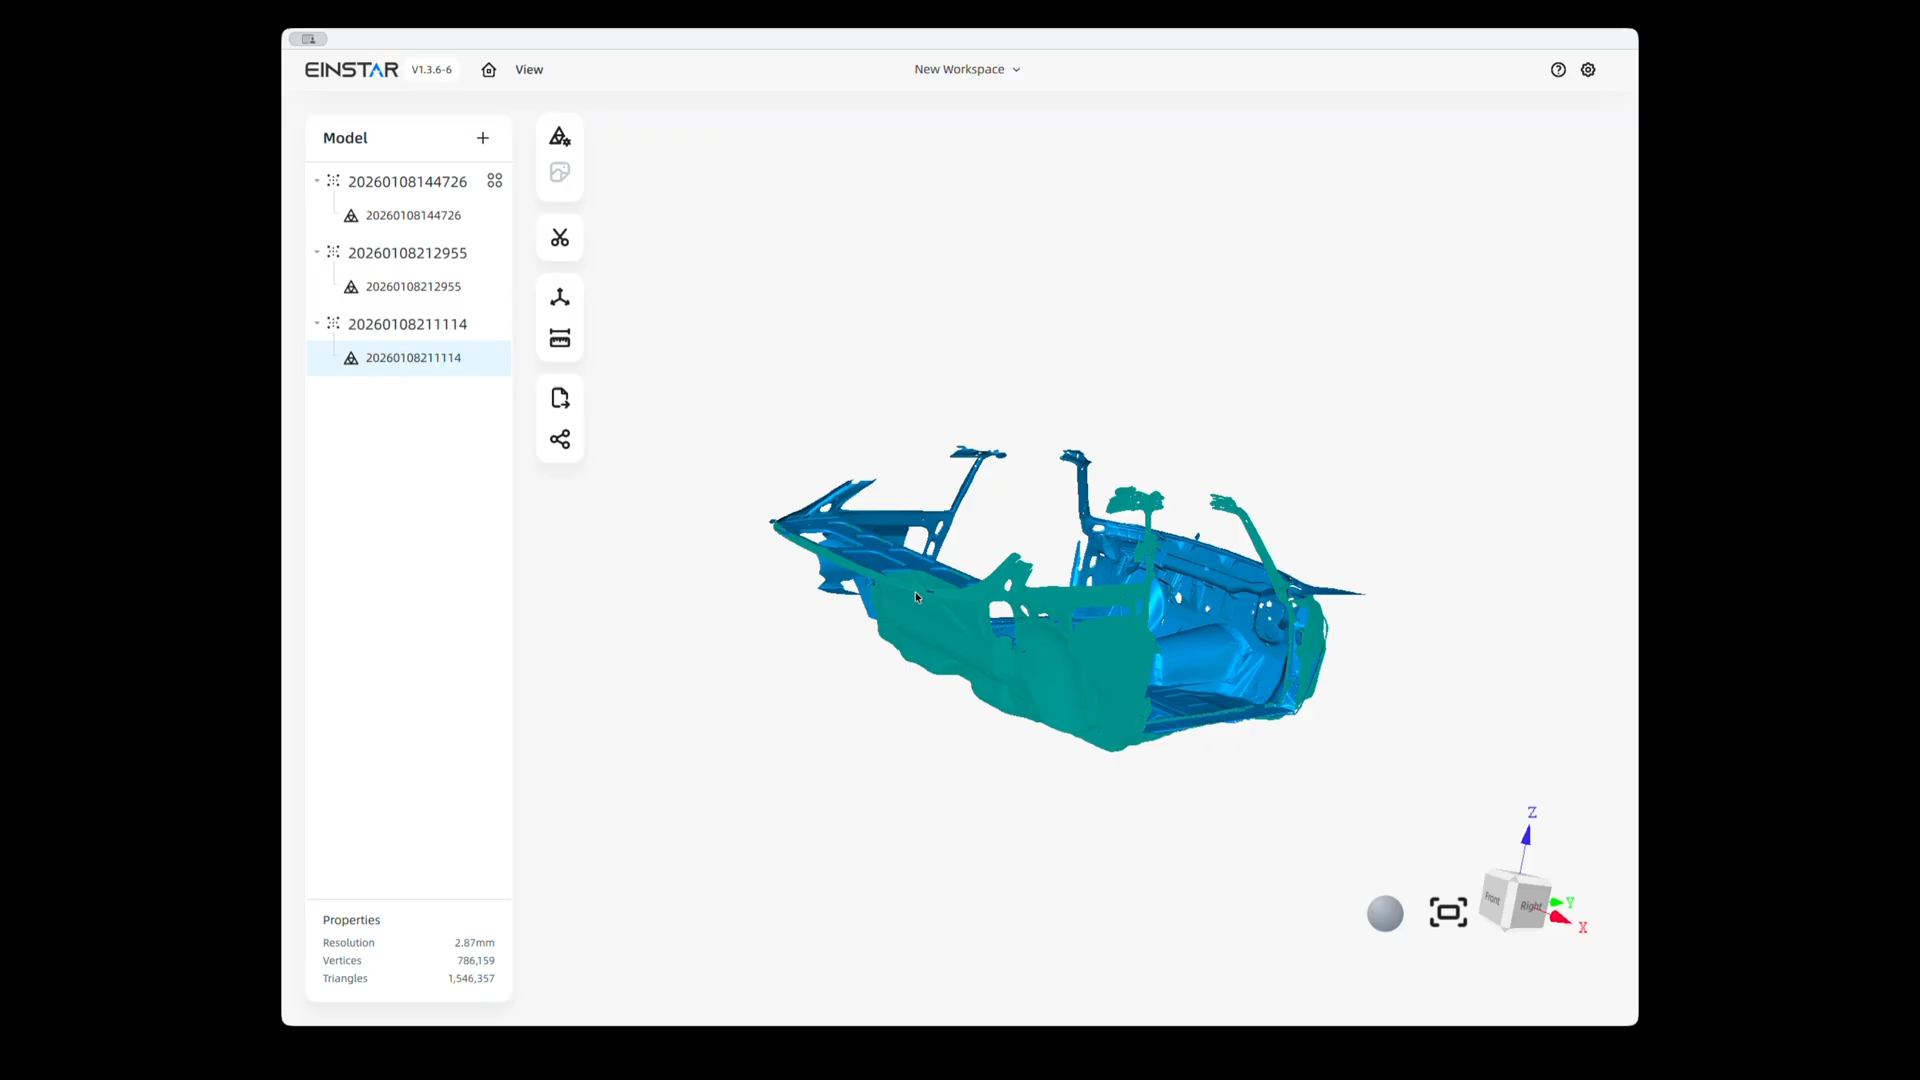 EINSTAR V1.3.6-6 View New Workspace
Model
20260108144726
20260108144726
20260108212955
20260108212955
20260108211114
20260108211114
Properties
Resolution 2.87mm
Vertices 786,159
Triangles 1,546,357
Z
Front Right Y
X